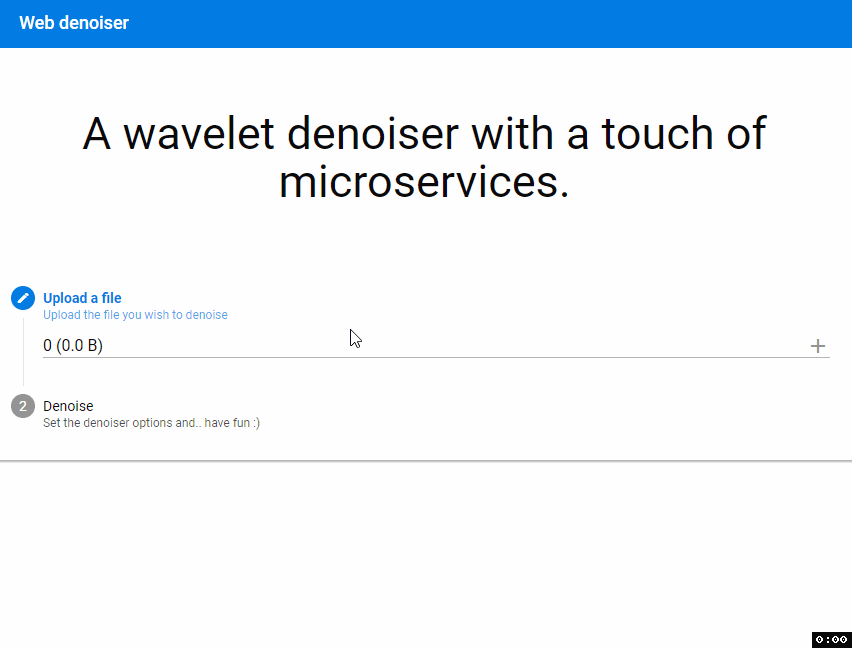 Web denoiser
A wavelet denoiser with a touch of
microservices.
Upload a file
Upload the file you wish to denoise
0 (0.0 B)
2 Denoise
Set the denoiser options and.. have fun :)
0:00